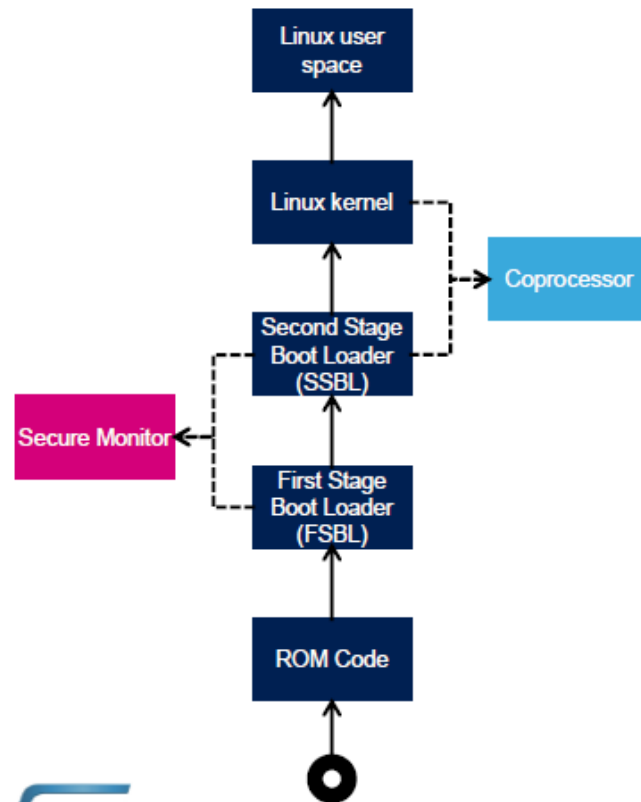 Linux user
space
Linux kernel
Coprocessor
Second Stage
Boot Loader
(SSBL)
Secure Monitor
First Stage
Boot Loader
(FSBL)
ROM Code